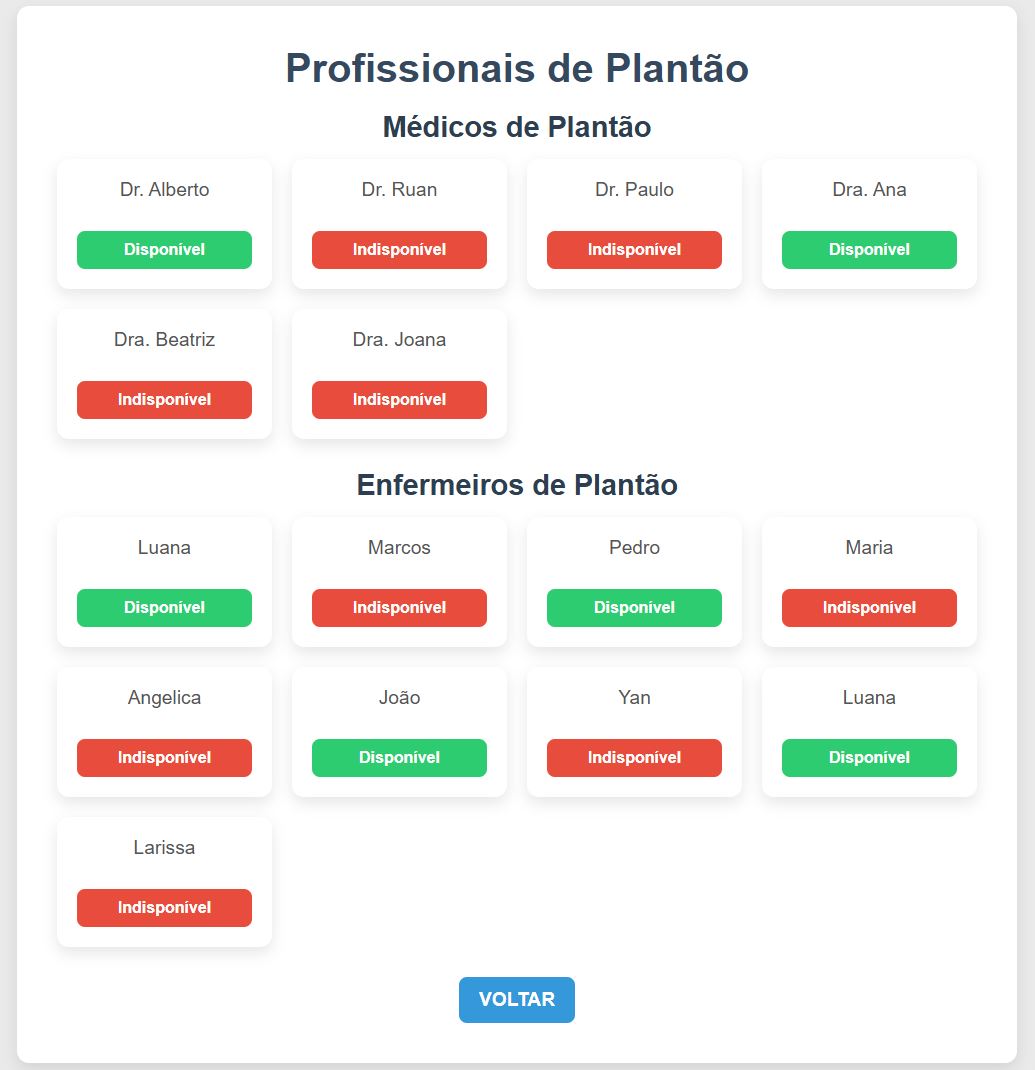 Profissionais de Plantão
Médicos de Plantão
Dr. Alberto
Disponível
Dr. Ruan
Indisponível
Dr. Paulo
Indisponível
Dra. Ana
Disponível
Dra. Beatriz
Indisponível
Dra. Joana
Indisponível
Enfermeiros de Plantão
Luana
Disponível
Marcos
Indisponível
Pedro
Disponível
Maria
Indisponível
Angelica
Indisponível
João
Disponível
Yan
Indisponível
Luana
Disponível
Larissa
Indisponível
VOLTAR